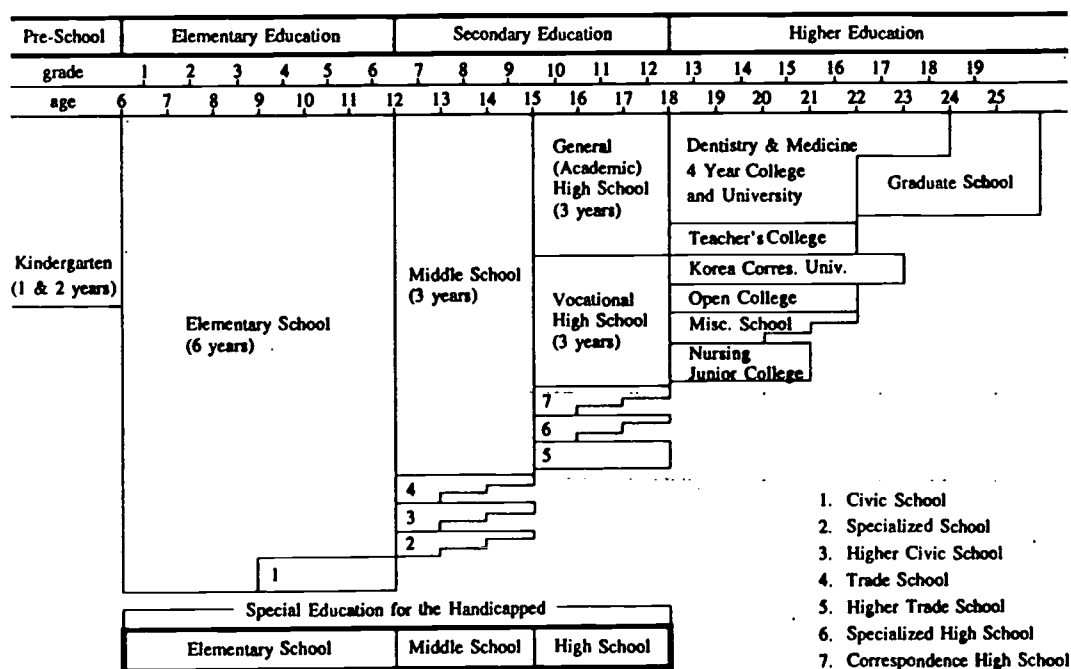 Pre-School Elementary Education Secondary Education Higher Education
grade 1 2 3 4 5 6 7 8 9 10 11 12 13 14 15 16 17 18 19
age 6 7 8 9 10 11 12 13 14 15 16 17 18 19 20 21 22 23 24 25
Kindergarten
(1 & 2 years)
Elementary School
(6 years)
Middle School
(3 years)
General
(Academic)
High School
(3 years)
Vocational
High School
(3 years)
Dentistry & Medicine
4 Year College
and University
Graduate School
Teacher's College
Korea Corres. Univ.
Open College
Misc. School
Nursing
Junior College
7
6
5
4
3
2
1
1. Civic School
2. Specialized School
3. Higher Civic School
4. Trade School
5. Higher Trade School
6. Specialized High School
7. Correspondence High School
Special Education for the Handicapped
Elementary School Middle School High School